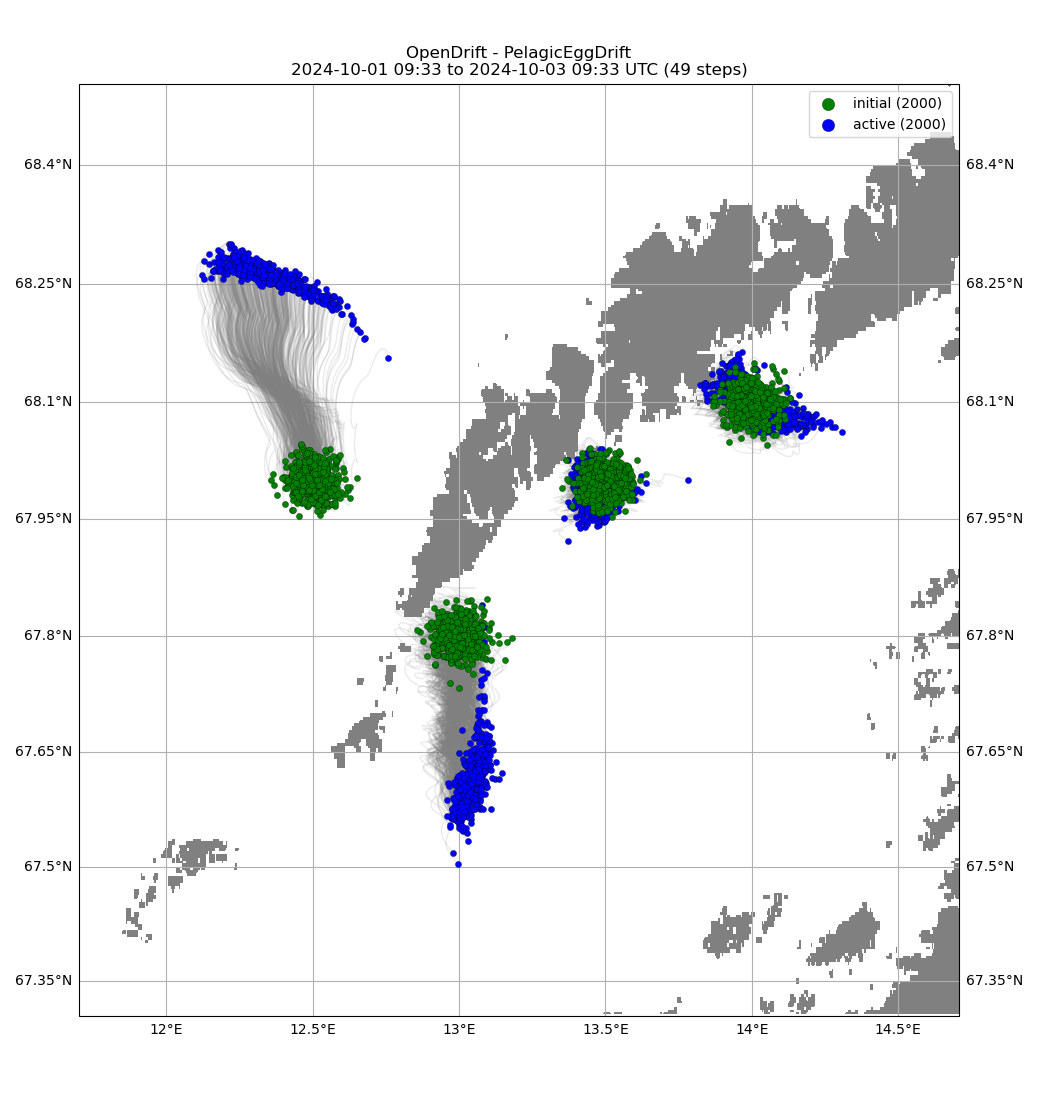 OpenDrift - PelagicEggDrift
2024-10-01 09:33 to 2024-10-03 09:33 UTC (49 steps)
initial (2000)
active (2000)
68.4°N
68.4°N
68.25°N
68.25°N
68.1°N
68.1°N
67.95°N
67.95°N
67.8°N
67.8°N
67.65°N
67.65°N
67.5°N
67.5°N
67.35°N
67.35°N
12°E
12.5°E
13°E
13.5°E
14°E
14.5°E